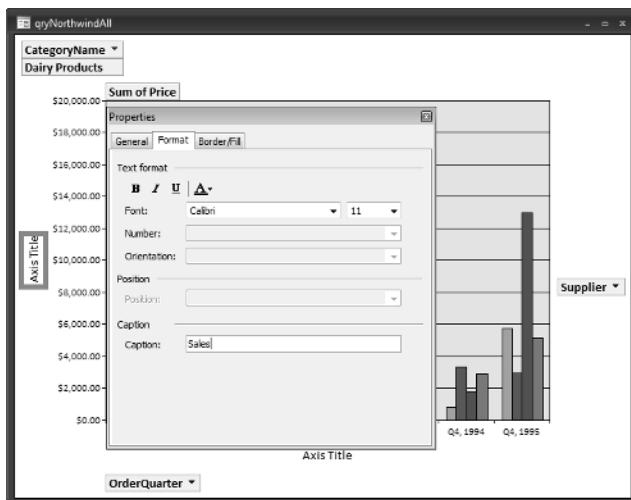 qryNorthwindAll
CategoryName
Dairy Products
Sum of Price
$20,000.00
$18,000.00
$16,000.00
$14,000.00
$12,000.00
$10,000.00
$8,000.00
$6,000.00
$4,000.00
$2,000.00
$0.00
Axis Title
Properties
General Format Border/Fill
Text format
B I U A
Font: Calibri 11
Number:
Orientation:
Position
Position:
Caption
Caption: Sales
Supplier
Q4, 1994 Q4, 1995
Axis Title
OrderQuarter